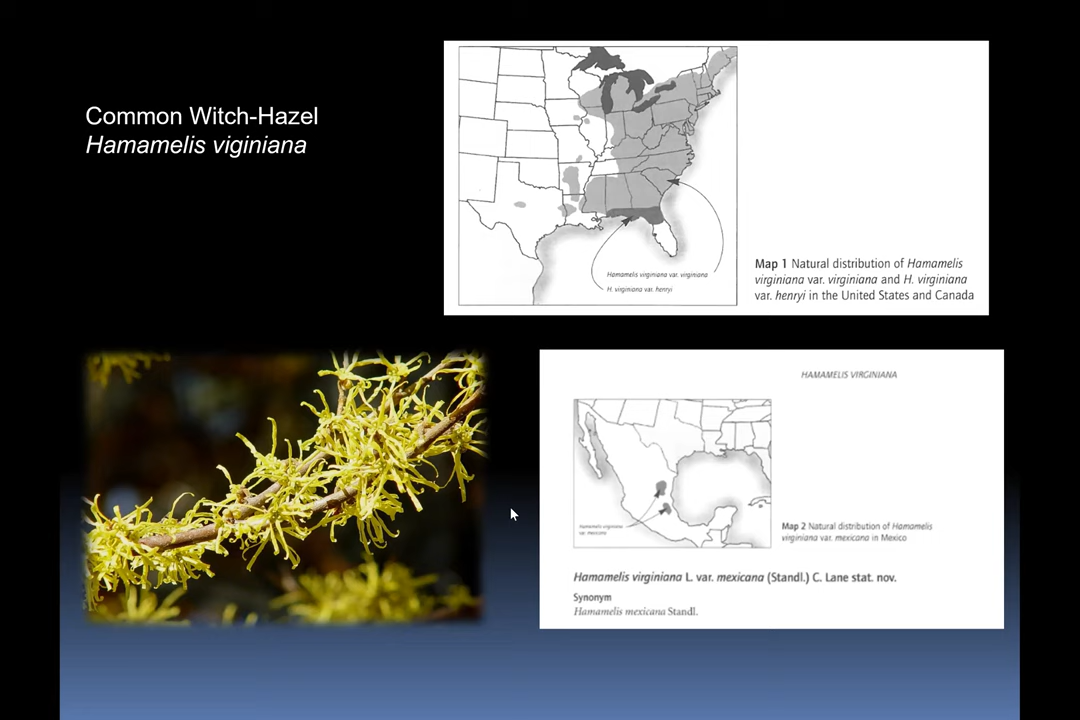 Common Witch-Hazel
Hamamelis viginiana
Hamamelis virginiana var. virginiana
H. virginiana var. henryi
Map 1 Natural distribution of Hamamelis
virginiana var. virginiana and H. virginiana
var. henryi in the United States and Canada
HAMAMELIS VIRGINIANA
Hamamelis virginiana
var. mexicana
Map 2 Natural distribution of Hamamelis
virginiana var. mexicana in Mexico
Hamamelis virginiana L. var. mexicana (Standl.) C. Lane stat. nov.
Synonym
Hamamelis mexicana Standl.